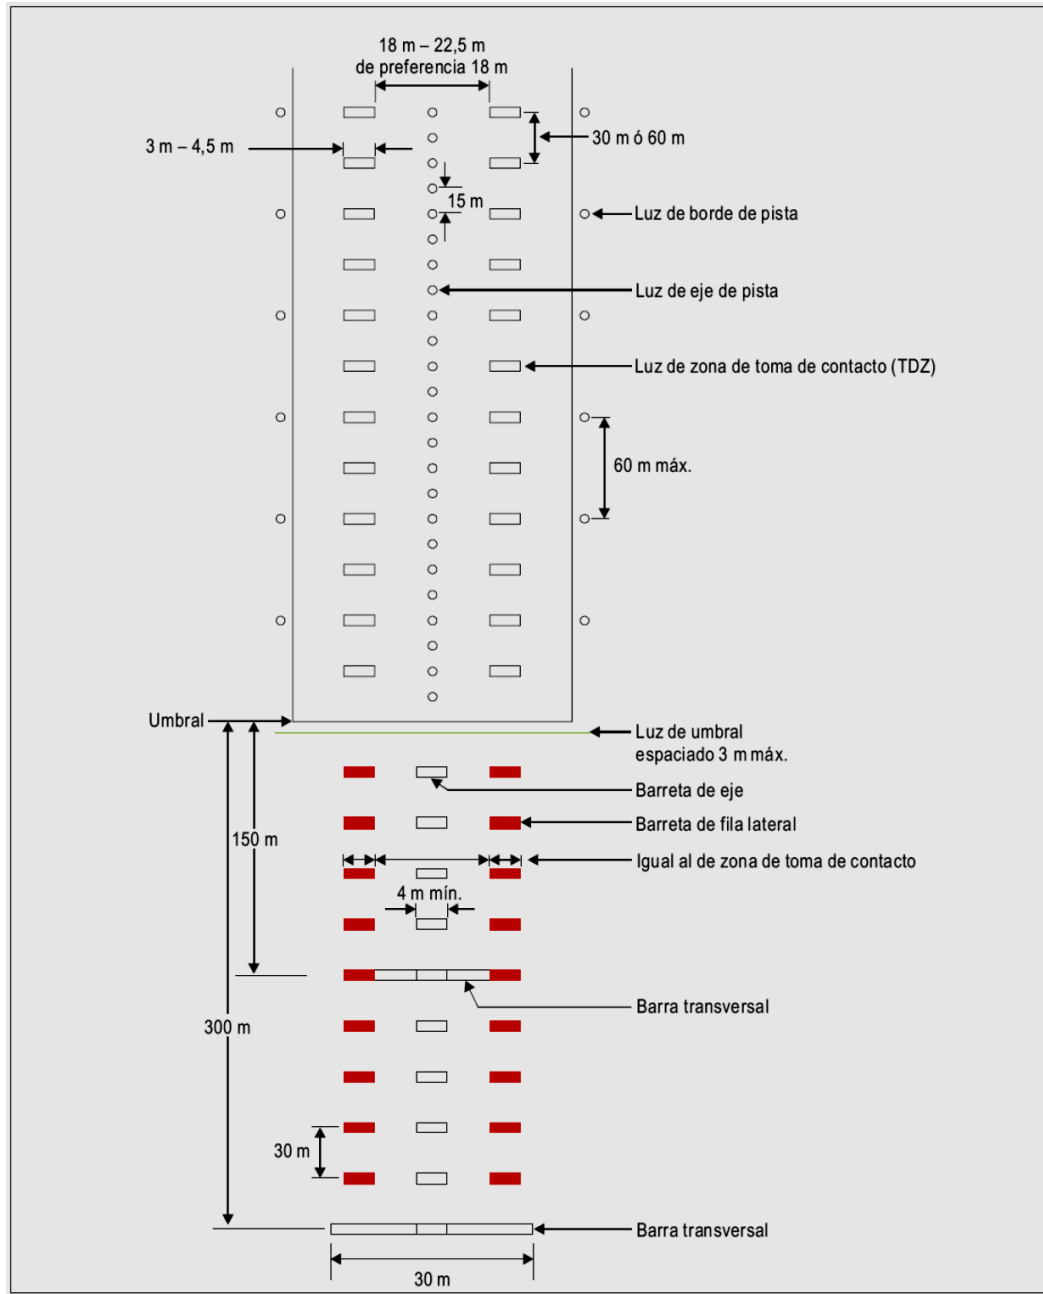 18 m – 22,5 m
de preferencia 18 m
3 m – 4,5 m
30 m ó 60 m
15 m
Luz de borde de pista
Luz de eje de pista
Luz de zona de toma de contacto (TDZ)
60 m máx.
Umbral
Luz de umbral
espaciado 3 m máx.
Barreta de eje
Barreta de fila lateral
150 m
Igual al de zona de toma de contacto
4 m mín.
Barra transversal
300 m
30 m
Barra transversal
30 m